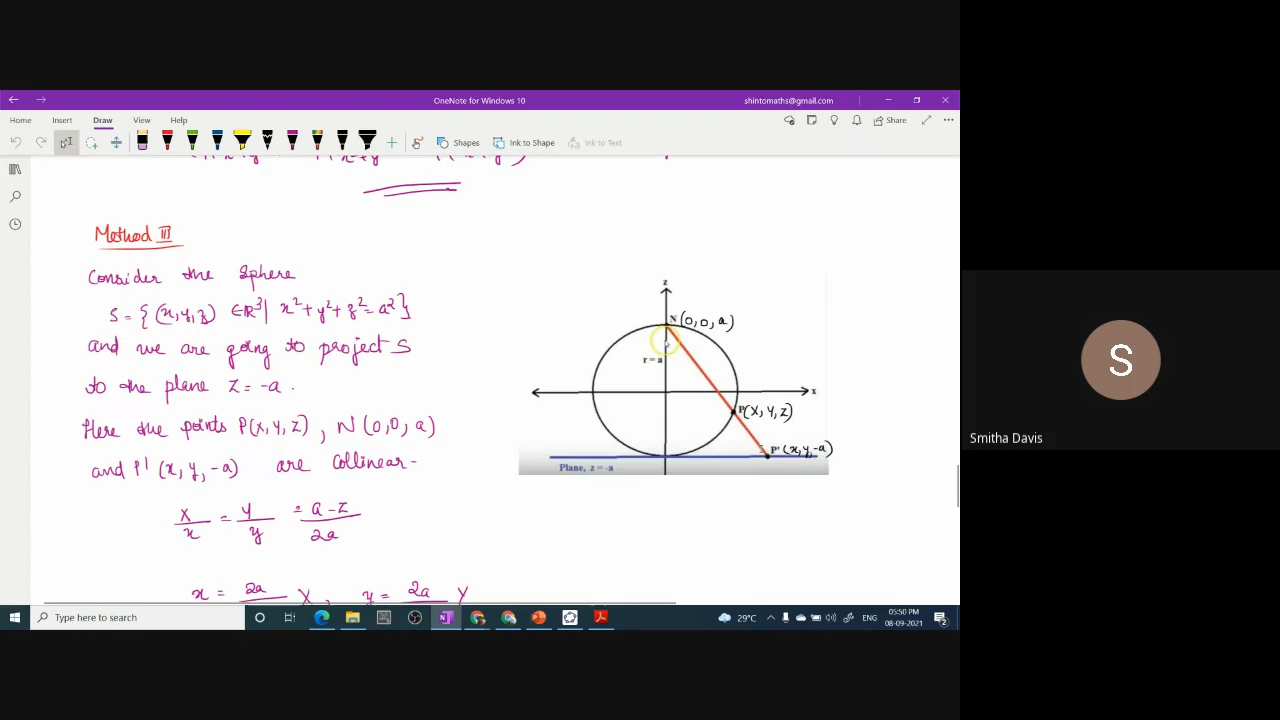 OneNote for Windows 10
shintomaths@gmail.com
Home Insert Draw View Help
Share
Shapes Ink to Shape Ink to Text
Method III
Consider the Sphere
S = { (x, y, z) ∈ ℝ³ | x² + y² + z² = a² }
and we are going to project S
to the plane z = -a.
Here the points P(X, Y, Z), N(0, 0, a)
and P' (x, y, -a) are collinear
X/x = Y/y = a-Z/2a
x = 2a X, y = 2a Y
z
N (0, 0, a)
r = a
x
P(X, Y, Z)
P' (x, y, -a)
Plane, z = -a
S
Smitha Davis
Type here to search
29°C
ENG
05:50 PM
08-09-2021
2